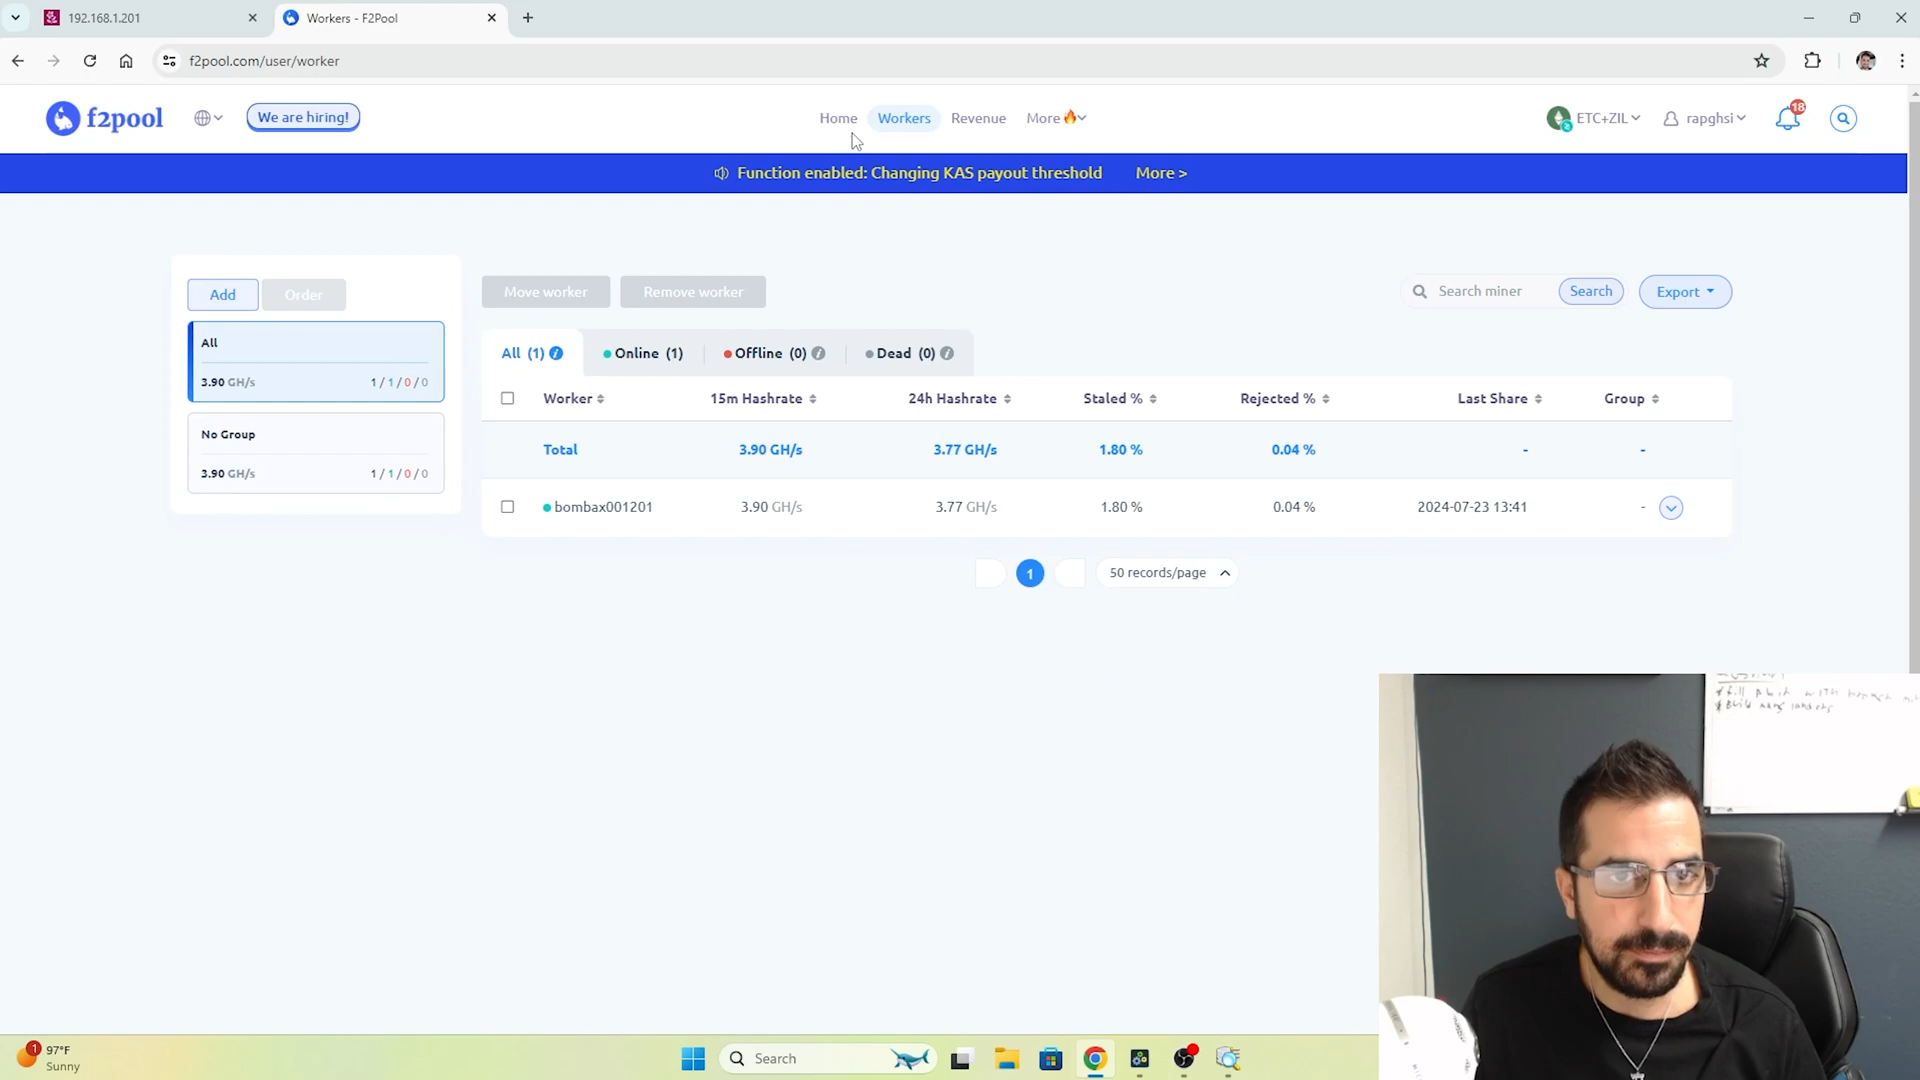 192.168.1.201
Workers - F2Pool
f2pool.com/user/worker
f2pool
We are hiring!
Home
Workers
Revenue
More
ETC+ZIL
rapghsi
18
Function enabled: Changing KAS payout threshold
More >
Add
Order
All
3.90 GH/s
1 / 1 / 0 / 0
No Group
3.90 GH/s
1 / 1 / 0 / 0
Move worker
Remove worker
Search miner
Search
Export
All (1)
Online (1)
Offline (0)
Dead (0)
Worker 15m Hashrate 24h Hashrate Staled % Rejected % Last Share Group
Total 3.90 GH/s 3.77 GH/s 1.80 % 0.04 % - -
bombax001201 3.90 GH/s 3.77 GH/s 1.80 % 0.04 % 2024-07-23 13:41 -
1
50 records/page
1
97°F
Sunny
Search